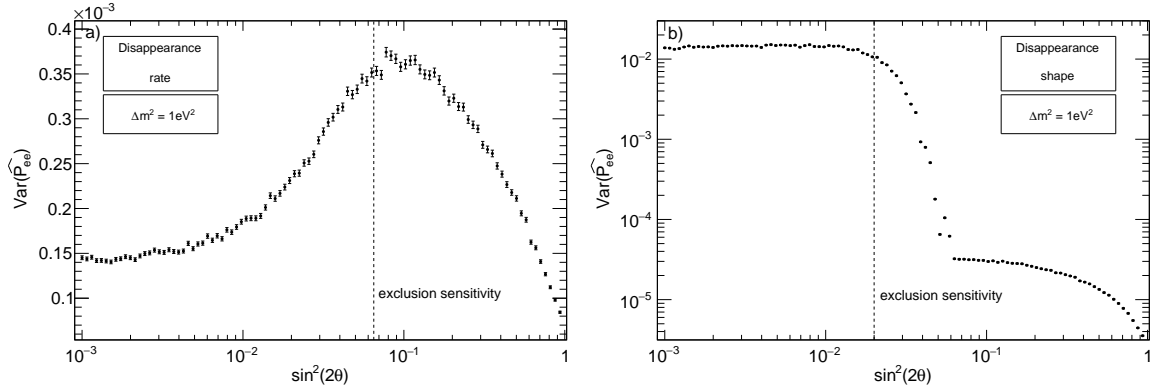 ×10⁻³
a)
Disappearance
rate
Δm² = 1eV²
0.4
0.35
0.3
0.25
0.2
0.15
0.1
Var(P̂ₑₑ)
exclusion sensitivity
10⁻³
10⁻²
10⁻¹
1
sin²(2θ)
b)
Disappearance
shape
Δm² = 1eV²
10⁻²
10⁻³
10⁻⁴
10⁻⁵
Var(P̂ₑₑ)
exclusion sensitivity
10⁻³
10⁻²
10⁻¹
1
sin²(2θ)